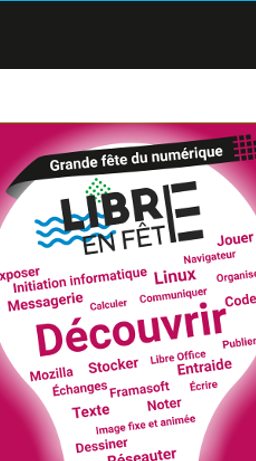 Grande fête du numérique
LIBRE
EN FÊTE
Jouer
Navigateur
xposer
Initiation informatique
Linux
Organise
Messagerie
Calculer
Communiquer
Code
Découvrir
Publier
Mozilla
Stocker
Libre Office
Entraide
Échanges
Framasoft
Écrire
Texte
Noter
Image fixe et animée
Dessiner
Réseauter